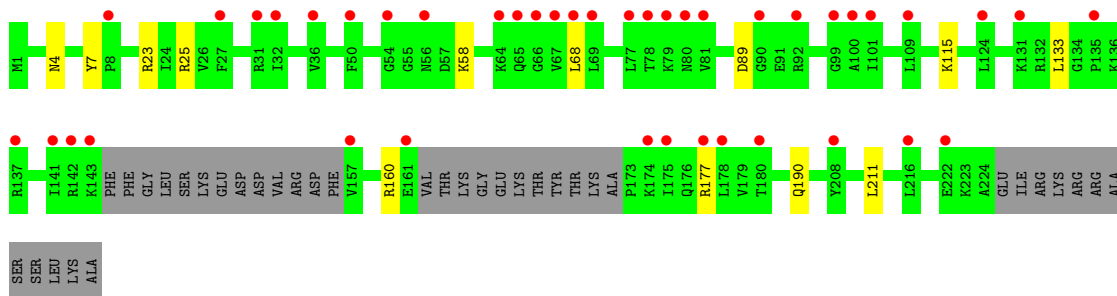 M1 N4 Y7 P8 R23 I24 R25 V26 F27 R31 I32 V36 F50 G54 G55 N56 D57 K58 K64 Q65 G66 V67 L68 L69 L77 T78 K79 N80 V81 D89 G90 E91 R92 G99 A100 I101 L109 K115 L124 K131 R132 L133 G134 P135 K136
R137 I141 R142 K143 PHE PHE GLY LEU SER LYS GLU ASP ASP VAL ARG ASP PHE V157 R160 E161 VAL THR LYS GLY GLU LYS THR TYR THR LYS ALA P173 K174 I175 Q176 R177 L178 V179 T180 Q190 Y208 L211 L216 E222 K223 A224 GLU ILE ARG LYS ARG ARG ALA
SER SER LEU LYS ALA